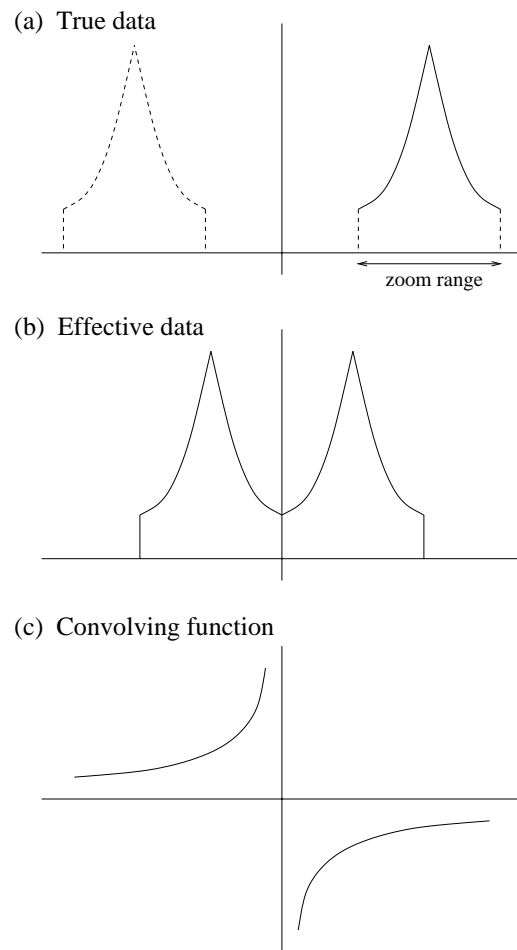 (a) True data
zoom range
(b) Effective data
(c) Convolving function